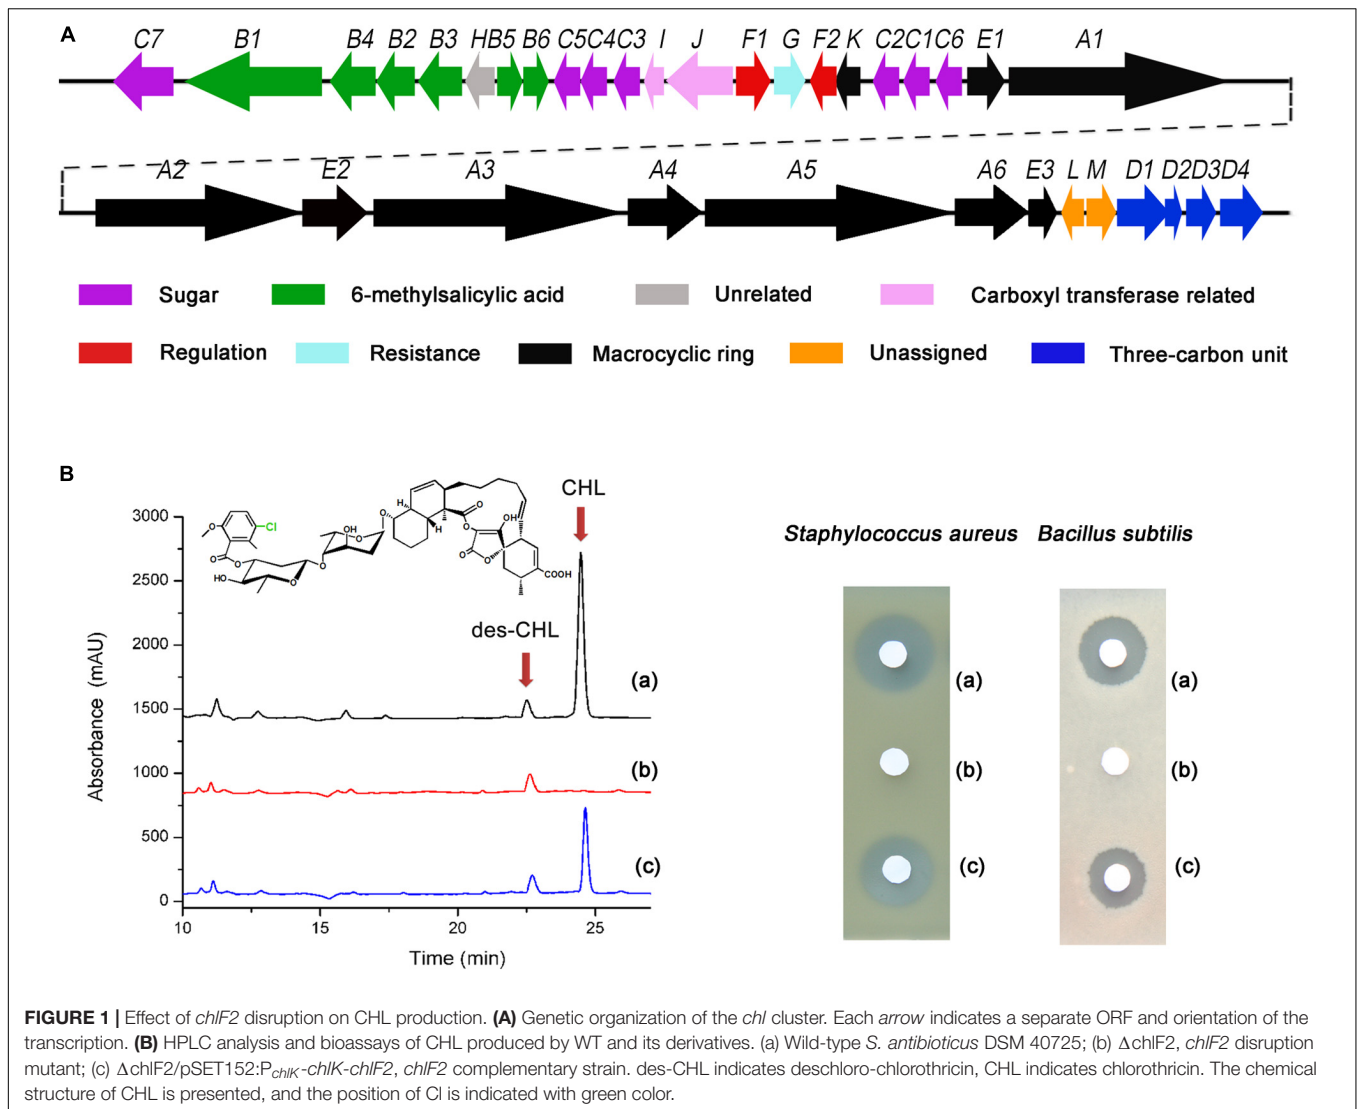 A
C7 B1 B4 B2 B3 H B5 B6 C5 C4 C3 I J F1 G F2 K C2 C1 C6 E1 A1
A2 E2 A3 A4 A5 A6 E3 L M D1 D2 D3 D4
Sugar 6-methylsalicylic acid Unrelated Carboxyl transferase related
Regulation Resistance Macrocyclic ring Unassigned Three-carbon unit
B
CHL
des-CHL
O
Cl
O
O
HO
O
O
OH
O
O
H
H
H
O
O
OH
O
O
COOH
3000
2500
2000
1500
1000
500
0
Absorbance (mAU)
10 15 20 25
Time (min)
(a)
(b)
(c)
Staphylococcus aureus Bacillus subtilis
(a) (a)
(b) (b)
(c) (c)
FIGURE 1 | Effect of chlF2 disruption on CHL production. (A) Genetic organization of the chl cluster. Each arrow indicates a separate ORF and orientation of the
transcription. (B) HPLC analysis and bioassays of CHL produced by WT and its derivatives. (a) Wild-type S. antibioticus DSM 40725; (b) ΔchlF2, chlF2 disruption
mutant; (c) ΔchlF2/pSET152:PchlK-chlK-chlF2, chlF2 complementary strain. des-CHL indicates deschloro-chlorothricin, CHL indicates chlorothricin. The chemical
structure of CHL is presented, and the position of Cl is indicated with green color.